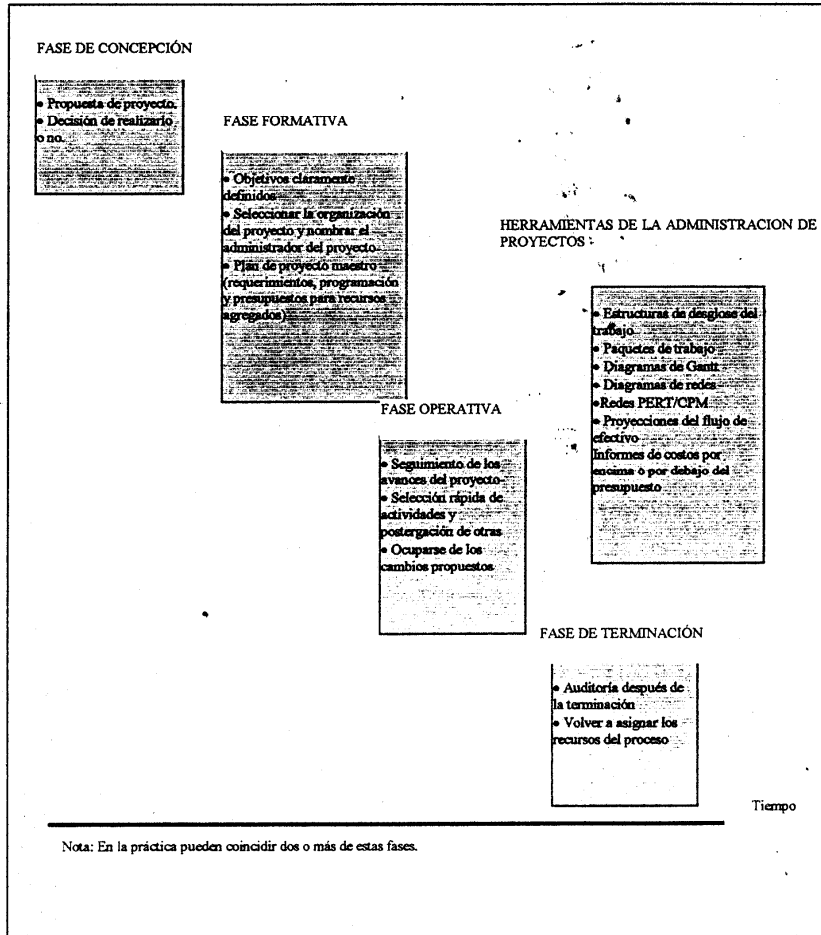 FASE DE CONCEPCIÓN
• Propuesta de proyecto.
• Decisión de realizarlo
o no.
FASE FORMATIVA
• Objetivos claramente
definidos
• Seleccionar la organización
del proyecto y nombrar el
administrador del proyecto
• Plan de proyecto maestro
(requerimientos, programación
y presupuestos para recursos
agregados)
HERRAMIENTAS DE LA ADMINISTRACION DE
PROYECTOS
• Estructuras de desglose del
trabajo
• Paquetes de trabajo
• Diagramas de Gantt
• Diagramas de redes
•Redes PERT/CPM
• Proyecciones del flujo de
efectivo
Informes de costos por
encima o por debajo del
presupuesto
FASE OPERATIVA
• Seguimiento de los
avances del proyecto
• Selección rápida de
actividades y
postergación de otras
• Ocuparse de los
cambios propuestos
FASE DE TERMINACIÓN
• Auditoría después de
la terminación
• Volver a asignar los
recursos del proceso
Tiempo
Nota: En la práctica pueden coincidir dos o más de estas fases.